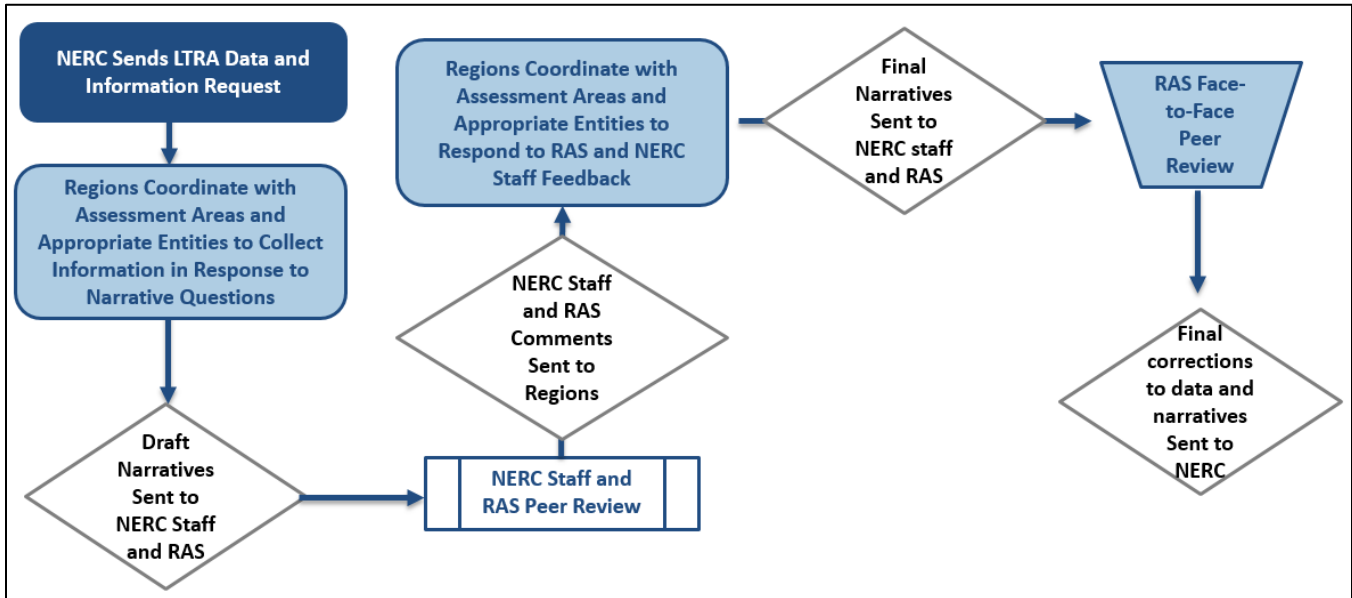 NERC Sends LTRA Data and
Information Request
Regions Coordinate with
Assessment Areas and
Appropriate Entities to Collect
Information in Response to
Narrative Questions
Draft
Narratives
Sent to
NERC Staff
and RAS
NERC Staff and
RAS Peer Review
NERC Staff
and RAS
Comments
Sent to
Regions
Regions Coordinate with
Assessment Areas and
Appropriate Entities to
Respond to RAS and NERC
Staff Feedback
Final
Narratives
Sent to
NERC staff
and RAS
RAS Face-
to-Face
Peer
Review
Final
corrections
to data and
narratives
Sent to
NERC